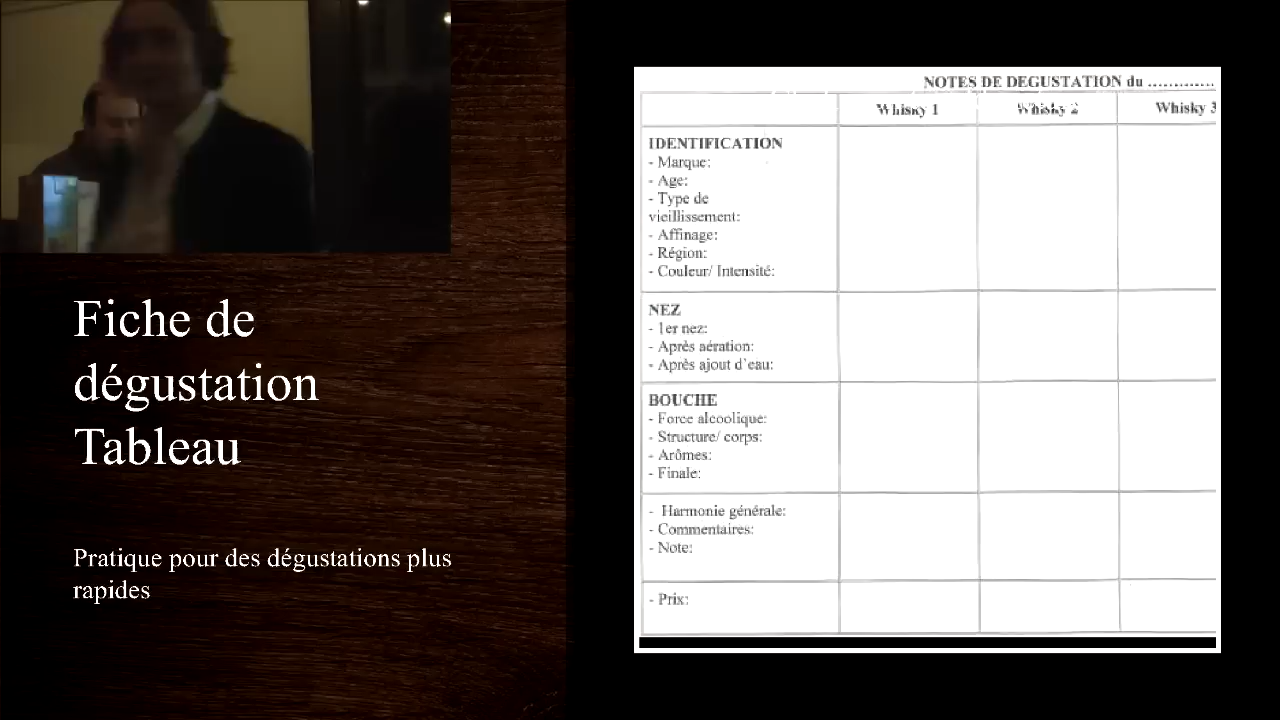 Fiche de
dégustation
Tableau
Pratique pour des dégustations plus
rapides
NOTES DE DEGUSTATION du .............
Whisky 1 Whisky 2 Whisky 3
IDENTIFICATION
- Marque:
- Age:
- Type de
vieillissement:
- Affinage:
- Région:
- Couleur/ Intensité:
NEZ
- 1er nez:
- Après aération:
- Après ajout d'eau:
BOUCHE
- Force alcoolique:
- Structure/ corps:
- Arômes:
- Finale:
- Harmonie générale:
- Commentaires:
- Note:
- Prix: